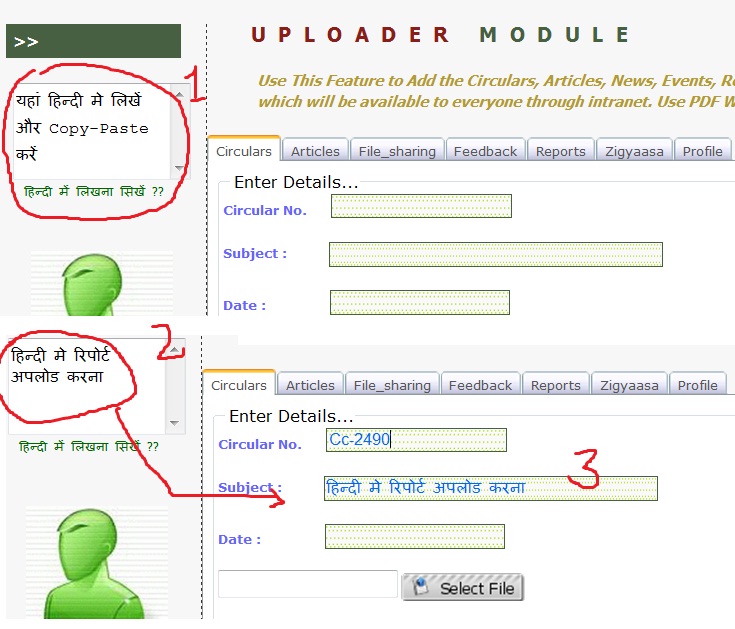 >>
UPLOADER MODULE
1
Use This Feature to Add the Circulars, Articles, News, Events,
which will be available to everyone through intranet. Use PDF
यहां हिन्दी मे लिखें
और Copy-Paste
करें
हिन्दी में लिखना सिखें ??
Circulars Articles File_sharing Feedback Reports Zigyaasa Profile
Enter Details...
Circular No.
Subject :
Date :
2
हिन्दी मे रिपोर्ट
अपलोड करना
हिन्दी में लिखना सिखें ??
Circulars Articles File_sharing Feedback Reports Zigyaasa Profile
Enter Details...
Circular No. Cc-2490
3
Subject : हिन्दी मे रिपोर्ट अपलोड करना
Date :
Select File